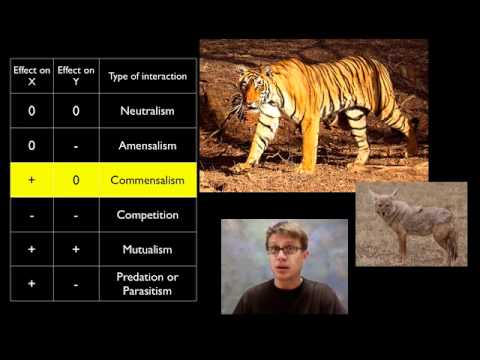 Effect on X Effect on Y Type of interaction
0 0 Neutralism
0 - Amensalism
+ 0 Commensalism
- - Competition
+ + Mutualism
+ - Predation or Parasitism